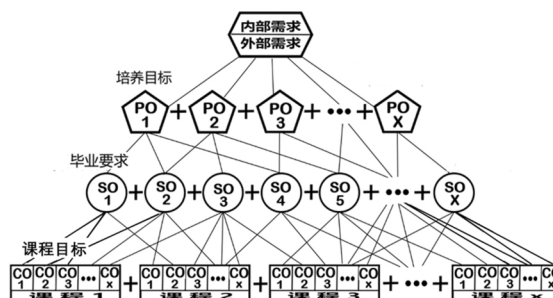 内部需求
外部需求
培养目标
PO 1 + PO 2 + PO 3 + ••• + PO X
毕业要求
SO 1 + SO 2 + SO 3 + SO 4 + SO 5 + ••• + SO X
课程目标
CO 1 CO 2 CO 3 ••• CO x + CO 1 CO 2 CO 3 ••• CO x + CO 1 CO 2 CO 3 ••• CO x + ••• + CO 1 CO 2 CO 3 ••• CO x
课程1 课程2 课程3 课程x